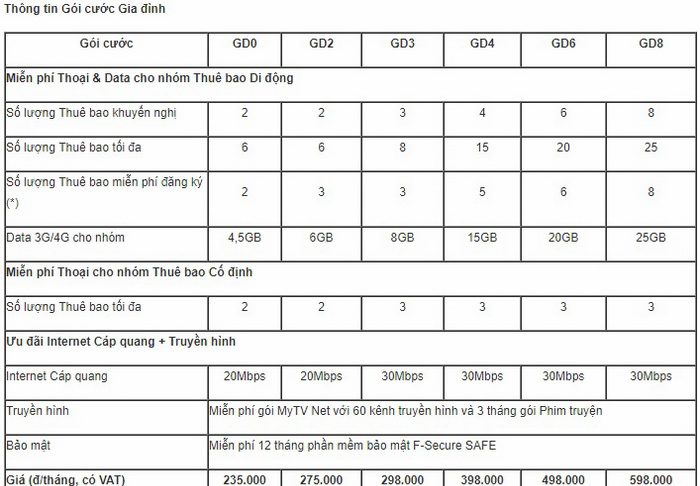 Thông tin Gói cước Gia đình
Gói cước GD0 GD2 GD3 GD4 GD6 GD8
Miễn phí Thoại & Data cho nhóm Thuê bao Di động
Số lượng Thuê bao khuyến nghị 2 2 3 4 6 8
Số lượng Thuê bao tối đa 6 6 8 15 20 25
Số lượng Thuê bao miễn phí đăng ký
(*) 2 3 3 5 6 8
Data 3G/4G cho nhóm 4,5GB 6GB 8GB 15GB 20GB 25GB
Miễn phí Thoại cho nhóm Thuê bao Cố định
Số lượng Thuê bao tối đa 2 2 3 3 3 3
Ưu đãi Internet Cáp quang + Truyền hình
Internet Cáp quang 20Mbps 20Mbps 30Mbps 30Mbps 30Mbps 30Mbps
Truyền hình Miễn phí gói MyTV Net với 60 kênh truyền hình và 3 tháng gói Phim truyện
Bảo mật Miễn phí 12 tháng phần mềm bảo mật F-Secure SAFE
Giá (đ/tháng, có VAT) 235.000 275.000 298.000 398.000 498.000 598.000